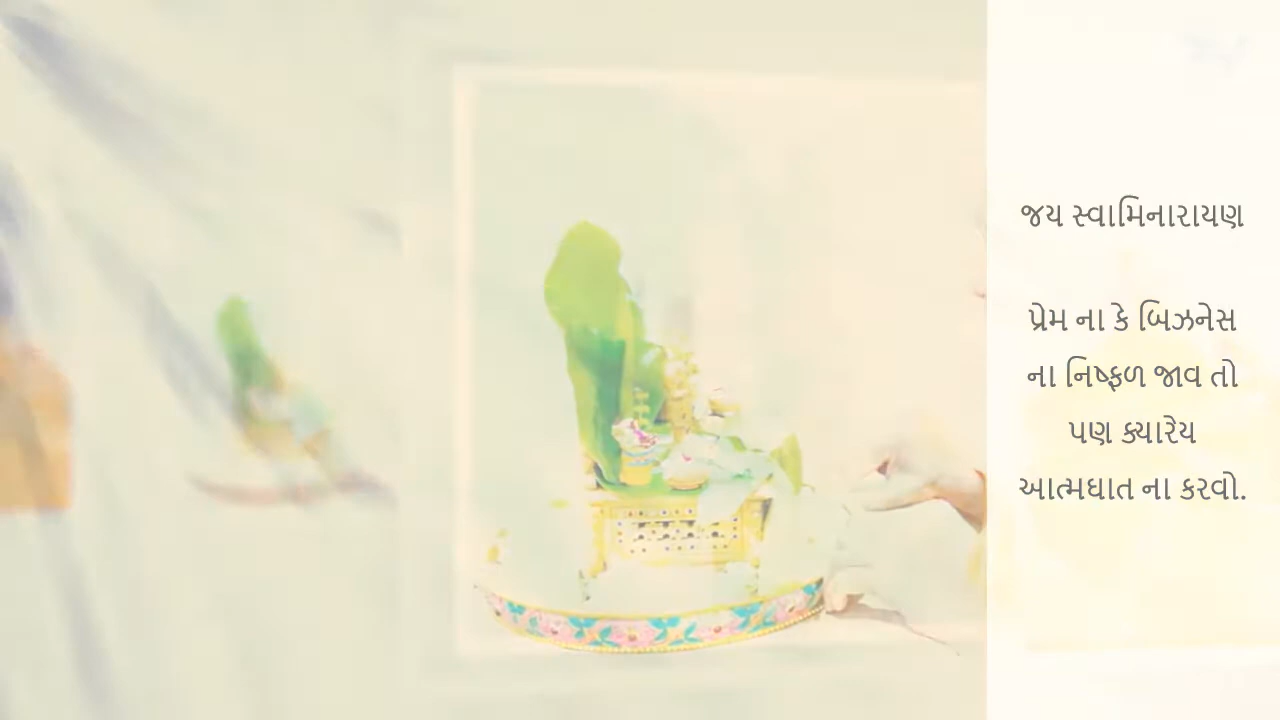 જય સ્વામિનારાયણ
પ્રેમ ના કે બિઝનેસ
ના નિષ્ફળ જાવ તો
પણ ક્યારેય
આત્મઘાત ના કરવો.